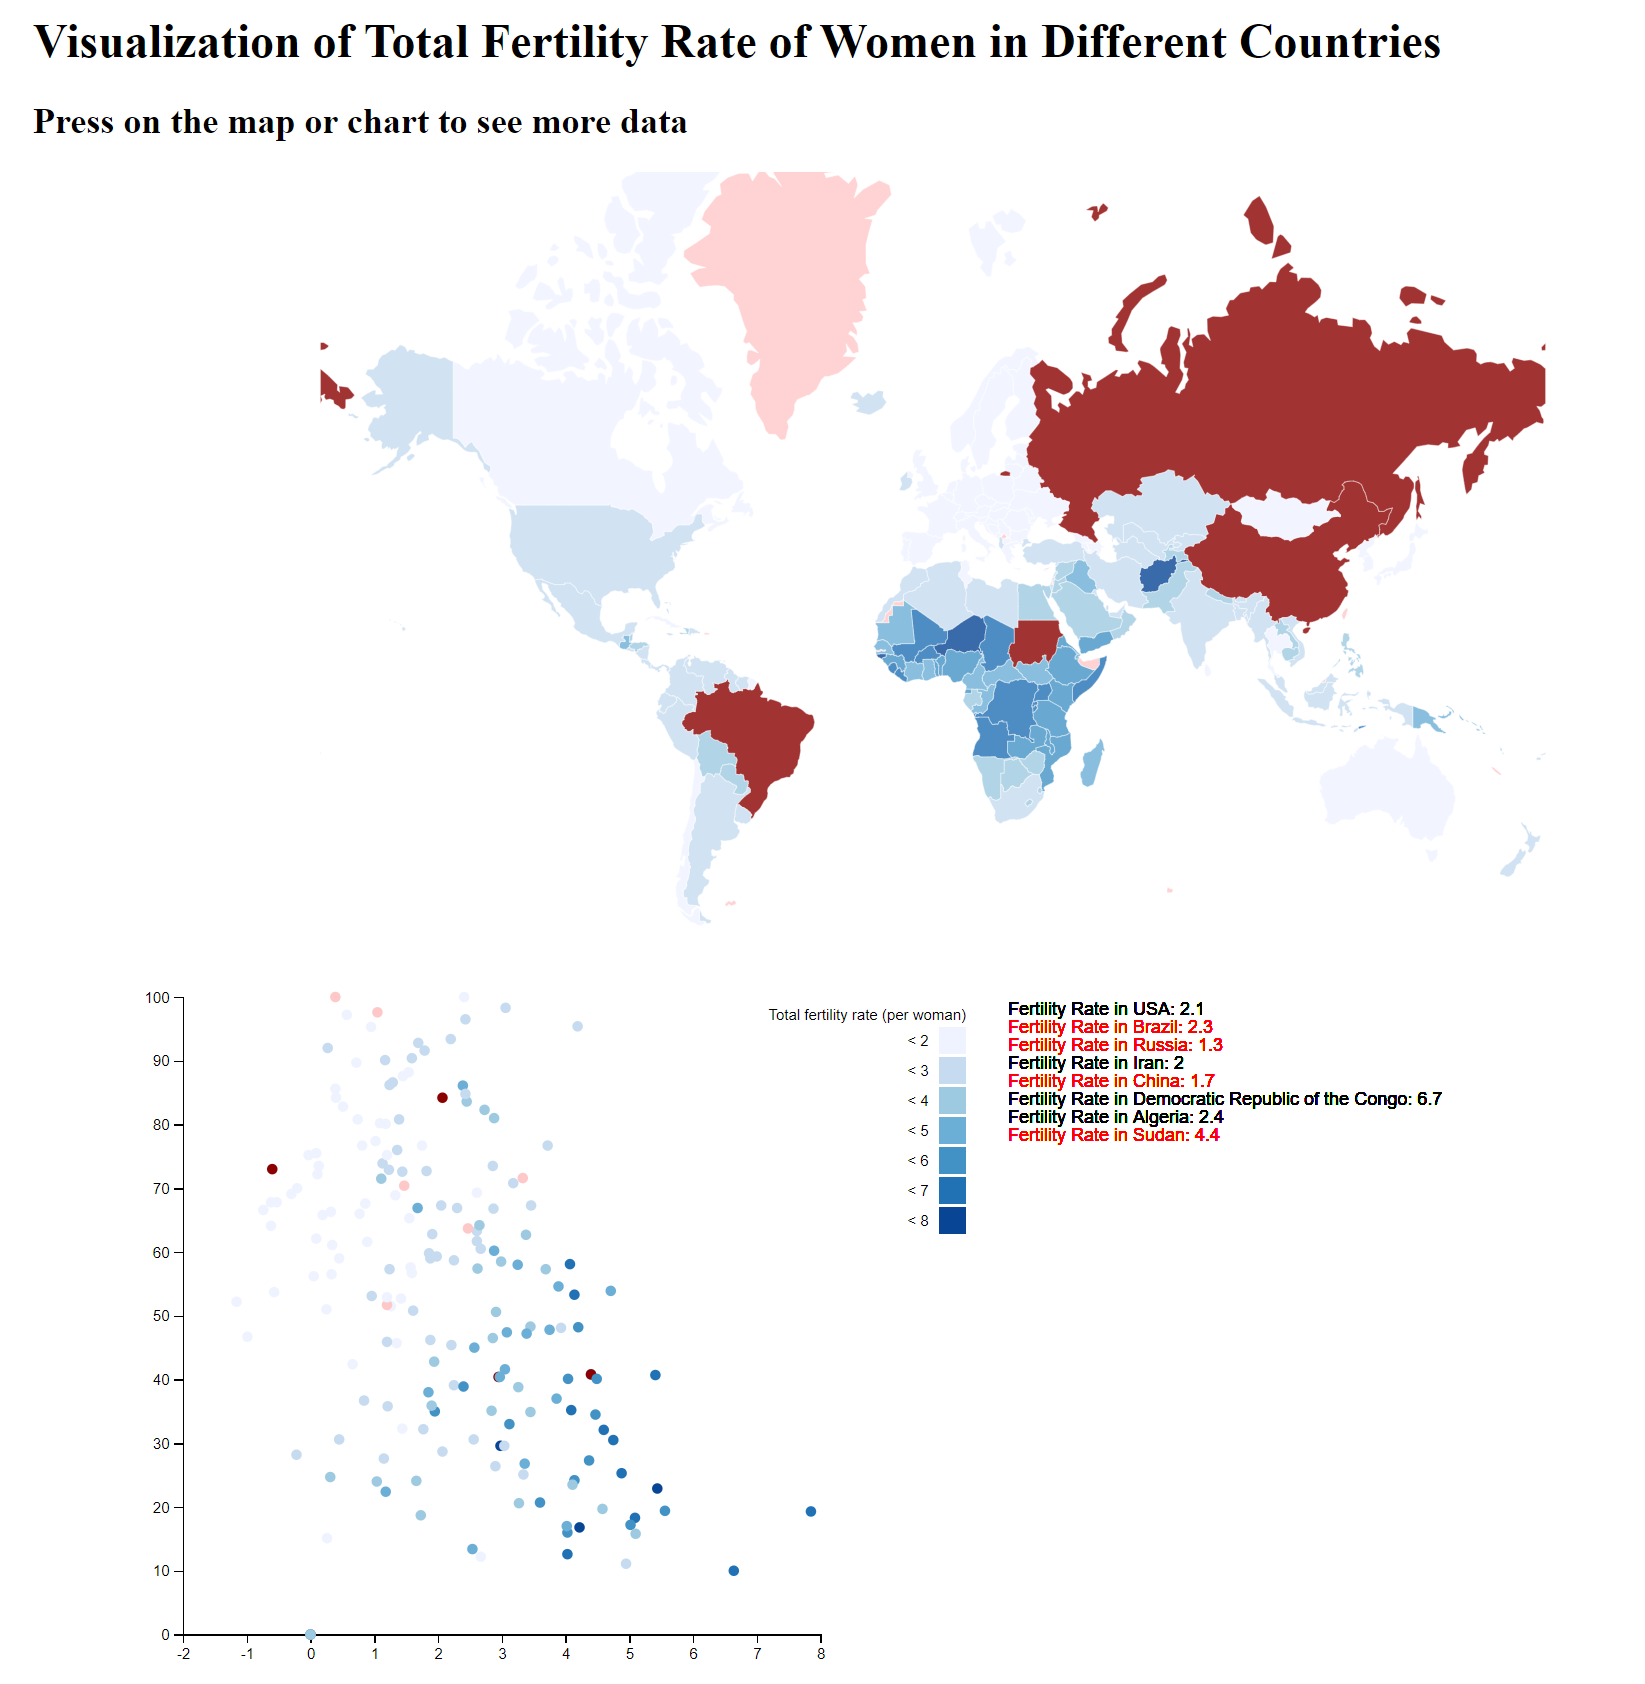 Visualization of Total Fertility Rate of Women in Different Countries
Press on the map or chart to see more data
100
90
80
70
60
50
40
30
20
10
0
-2 -1 0 1 2 3 4 5 6 7 8
Total fertility rate (per woman)
< 2
< 3
< 4
< 5
< 6
< 7
< 8
Fertility Rate in USA: 2.1
Fertility Rate in Brazil: 2.3
Fertility Rate in Russia: 1.3
Fertility Rate in Iran: 2
Fertility Rate in China: 1.7
Fertility Rate in Democratic Republic of the Congo: 6.7
Fertility Rate in Algeria: 2.4
Fertility Rate in Sudan: 4.4